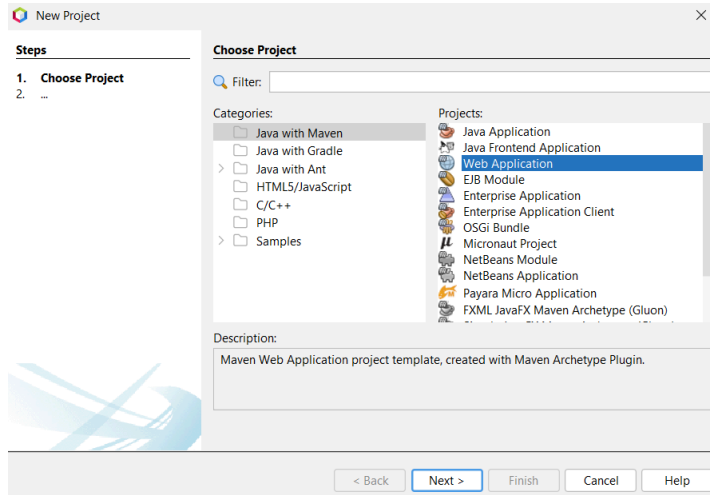 New Project
Steps
1. Choose Project
2. ...
Choose Project
Filter:
Categories:
Java with Maven
Java with Gradle
Java with Ant
HTML5/JavaScript
C/C++
PHP
Samples
Projects:
Java Application
Java Frontend Application
Web Application
EJB Module
Enterprise Application
Enterprise Application Client
OSGi Bundle
Micronaut Project
NetBeans Module
NetBeans Application
Payara Micro Application
FXML JavaFX Maven Archetype (Gluon)
Description:
Maven Web Application project template, created with Maven Archetype Plugin.
< Back Next > Finish Cancel Help